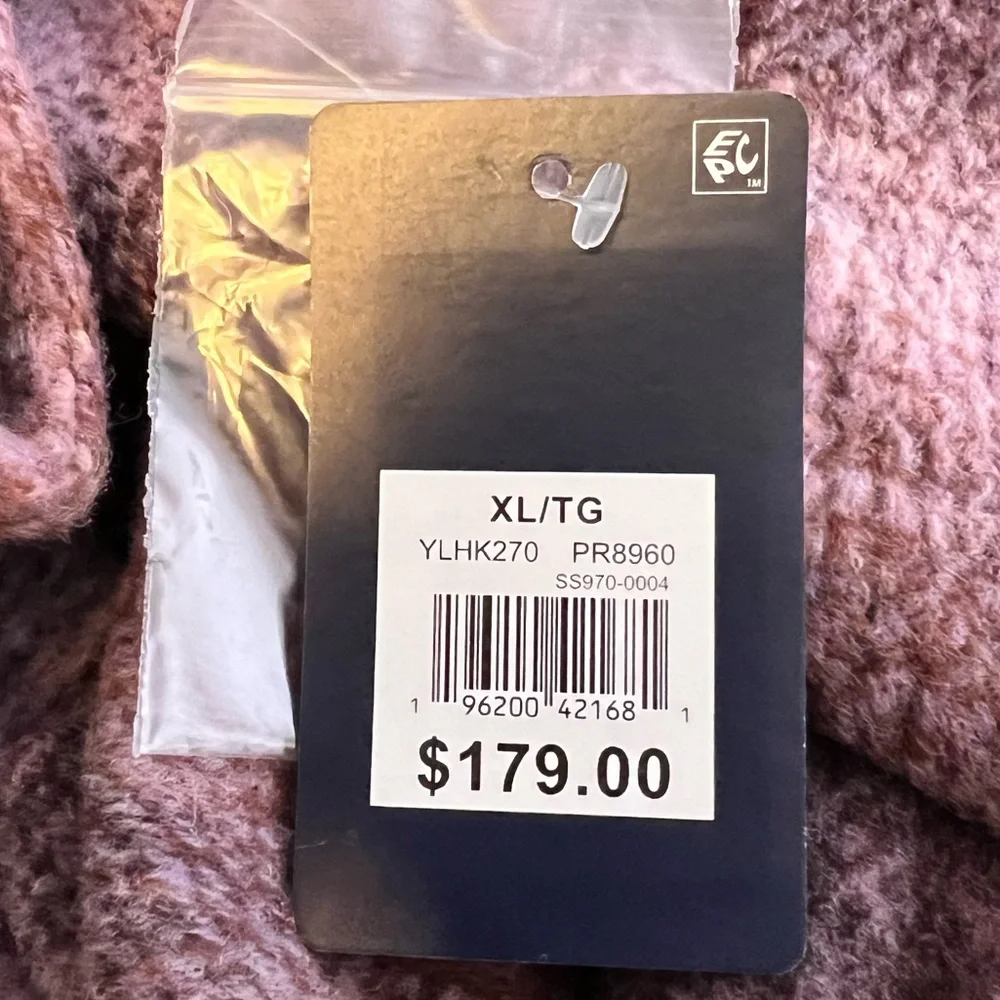 EPC
TM
XL/TG
YLHK270 PR8960
SS970-0004
1 96200 42168 1
$179.00